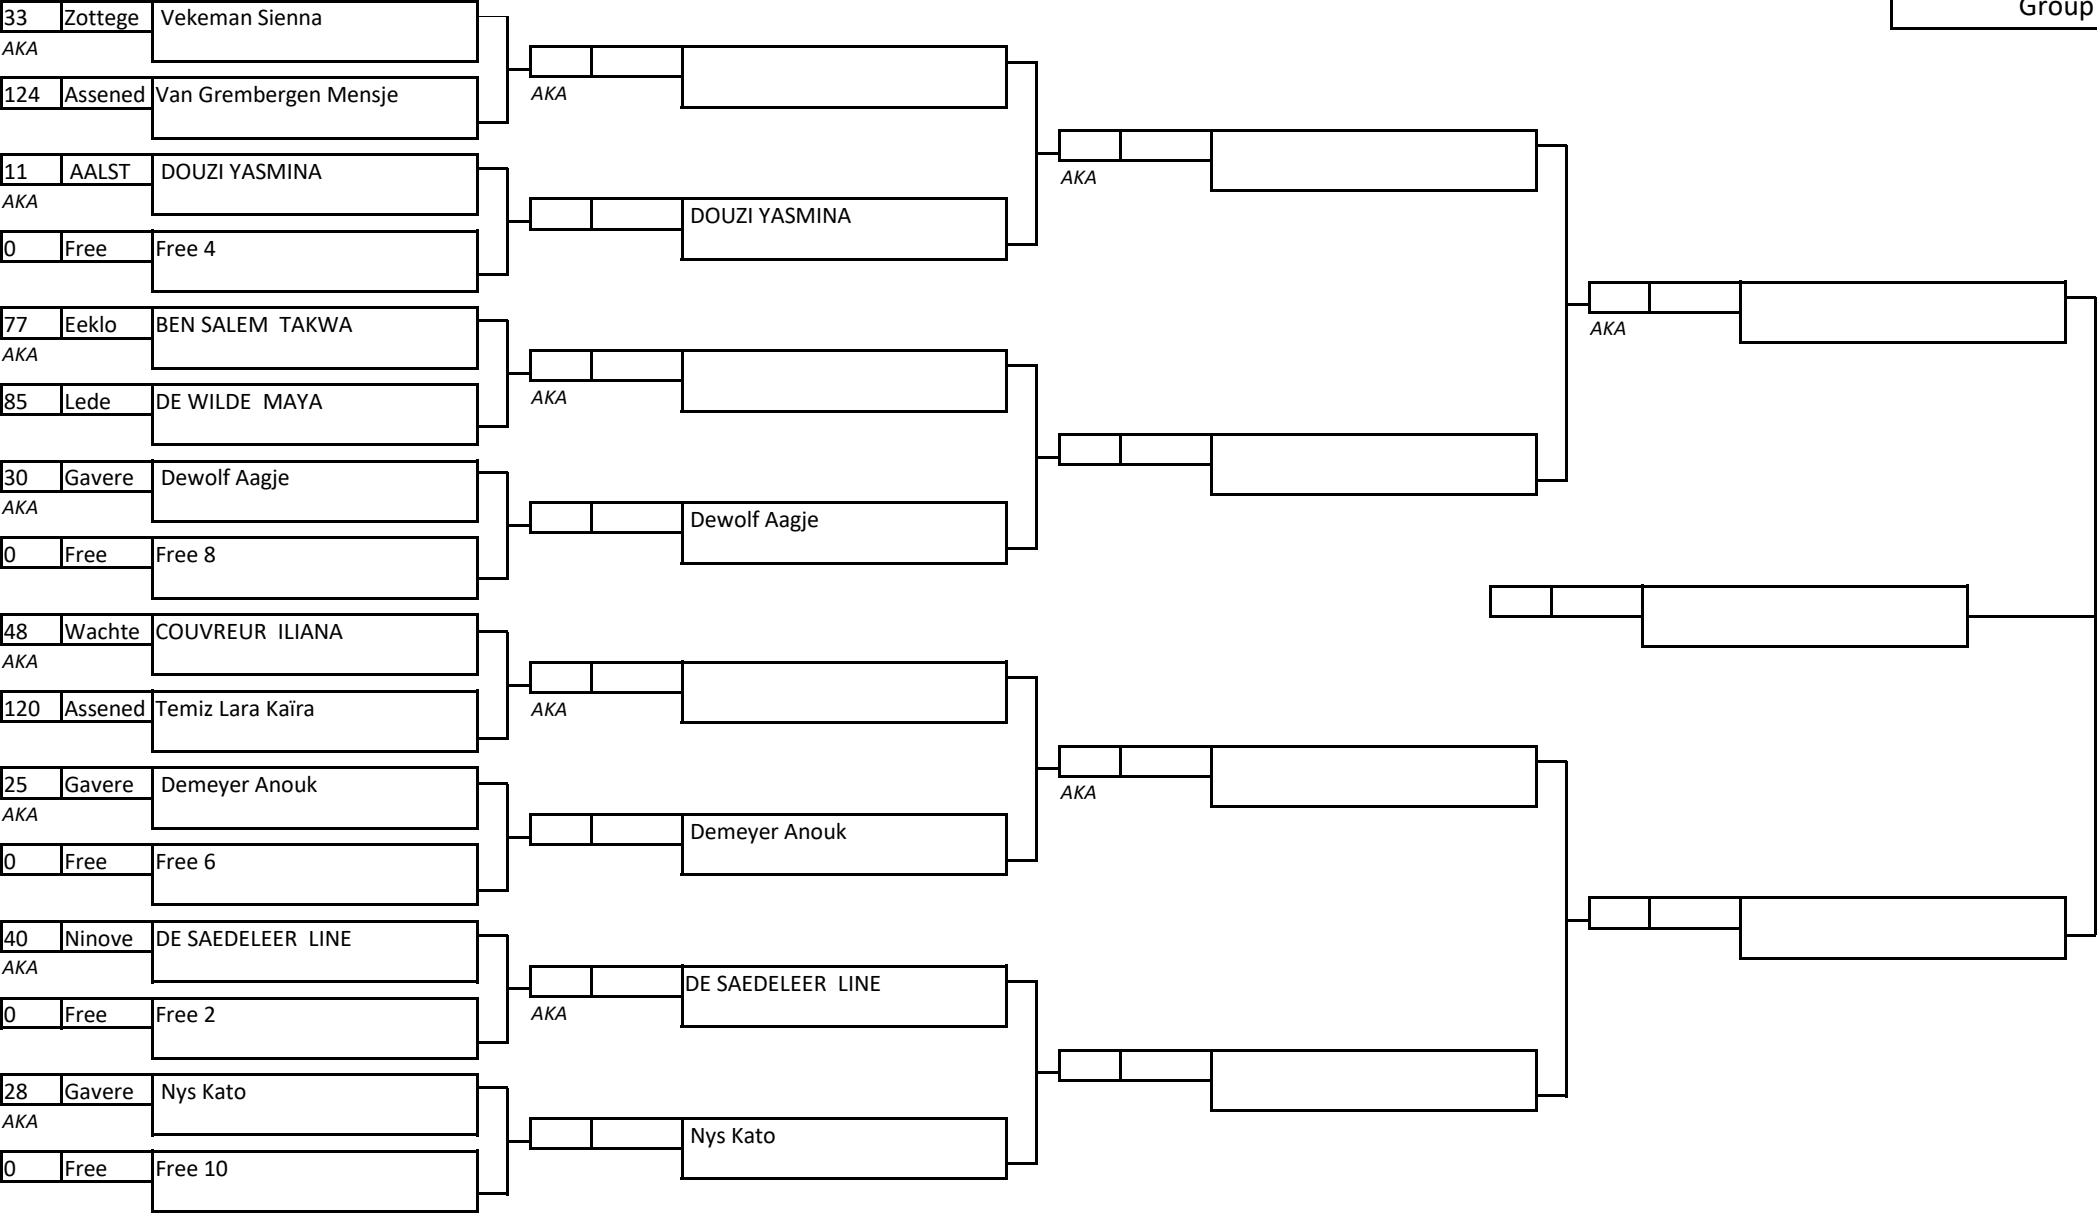 Group
33 Zottege Vekeman Sienna
AKA
124 Assened Van Grembergen Mensje
AKA
11 AALST DOUZI YASMINA
AKA
DOUZI YASMINA
AKA
0 Free Free 4
77 Eeklo BEN SALEM TAKWA
AKA
AKA
85 Lede DE WILDE MAYA
AKA
30 Gavere Dewolf Aagje
AKA
Dewolf Aagje
0 Free Free 8
48 Wachte COUVREUR ILIANA
AKA
120 Assened Temiz Lara Kaïra
AKA
25 Gavere Demeyer Anouk
AKA
AKA
Demeyer Anouk
0 Free Free 6
40 Ninove DE SAEDELEER LINE
AKA
DE SAEDELEER LINE
AKA
0 Free Free 2
28 Gavere Nys Kato
AKA
Nys Kato
0 Free Free 10